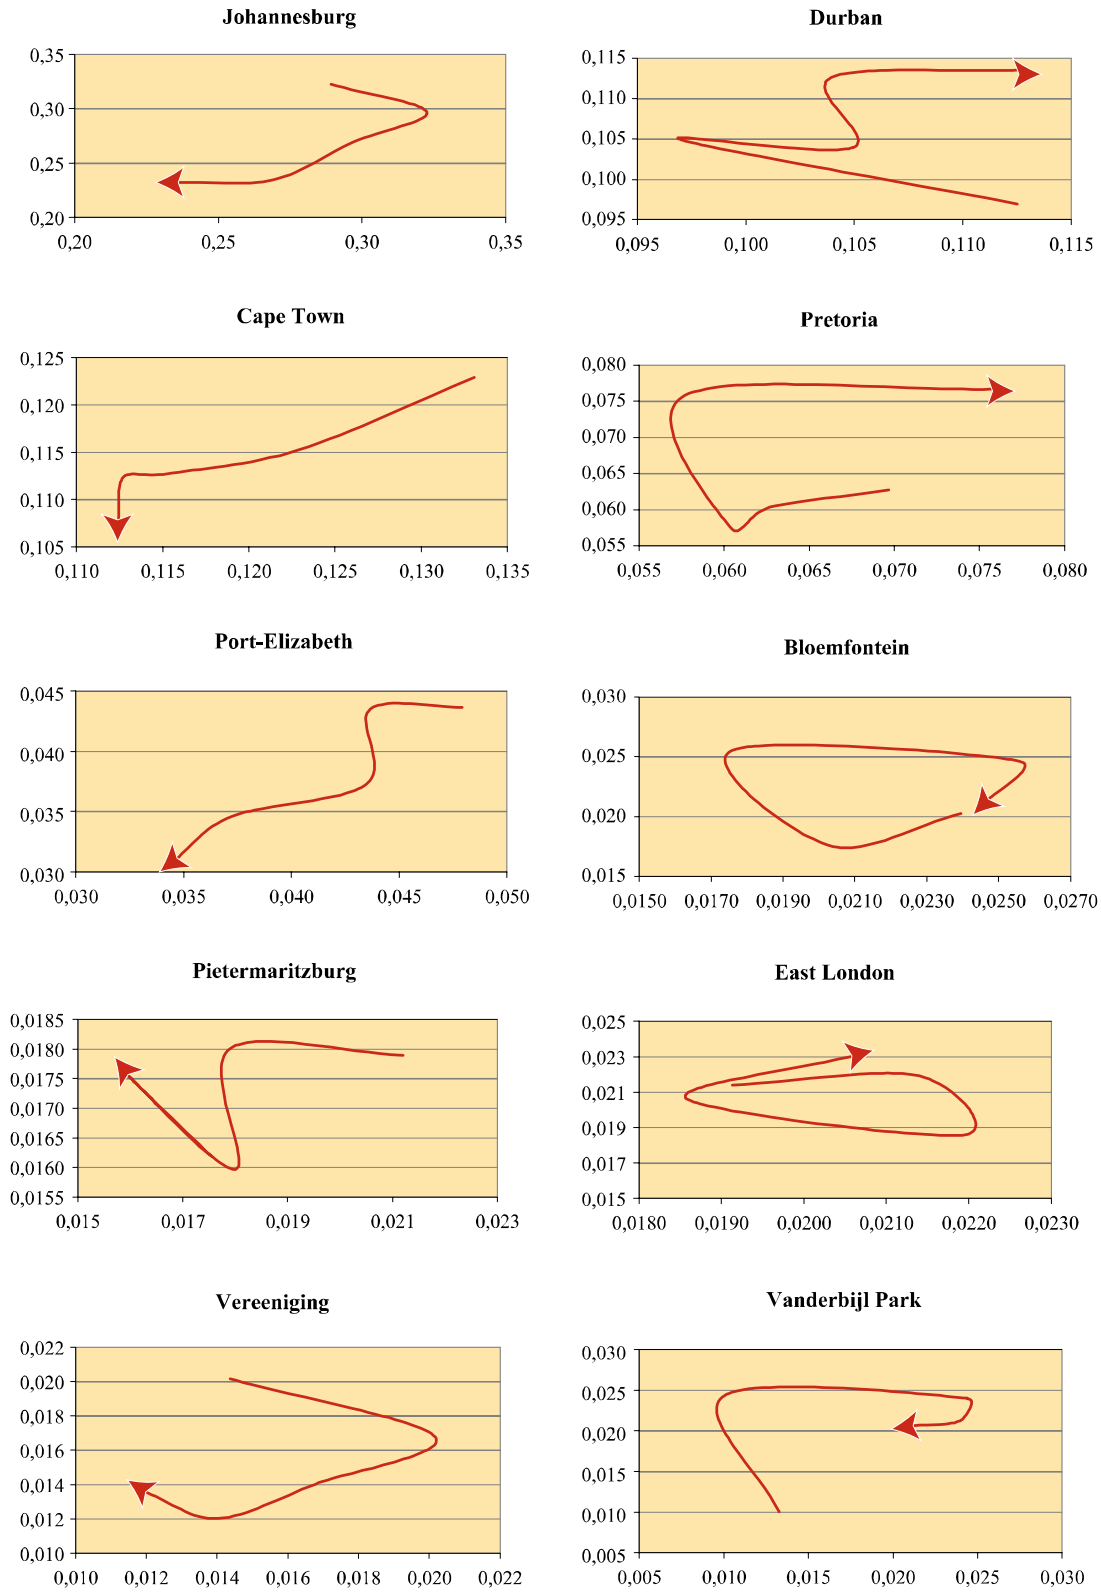 Johannesburg
0,35
0,30
0,25
0,20
0,20 0,25 0,30 0,35
Durban
0,115
0,110
0,105
0,100
0,095
0,095 0,100 0,105 0,110 0,115
Cape Town
0,125
0,120
0,115
0,110
0,105
0,110 0,115 0,120 0,125 0,130 0,135
Pretoria
0,080
0,075
0,070
0,065
0,060
0,055
0,055 0,060 0,065 0,070 0,075 0,080
Port-Elizabeth
0,045
0,040
0,035
0,030
0,030 0,035 0,040 0,045 0,050
Bloemfontein
0,030
0,025
0,020
0,015
0,0150 0,0170 0,0190 0,0210 0,0230 0,0250 0,0270
Pietermaritzburg
0,0185
0,0180
0,0175
0,0170
0,0165
0,0160
0,0155
0,015 0,017 0,019 0,021 0,023
East London
0,025
0,023
0,021
0,019
0,017
0,015
0,0180 0,0190 0,0200 0,0210 0,0220 0,0230
Vereeniging
0,022
0,020
0,018
0,016
0,014
0,012
0,010
0,010 0,012 0,014 0,016 0,018 0,020 0,022
Vanderbijl Park
0,030
0,025
0,020
0,015
0,010
0,005
0,005 0,010 0,015 0,020 0,025 0,030